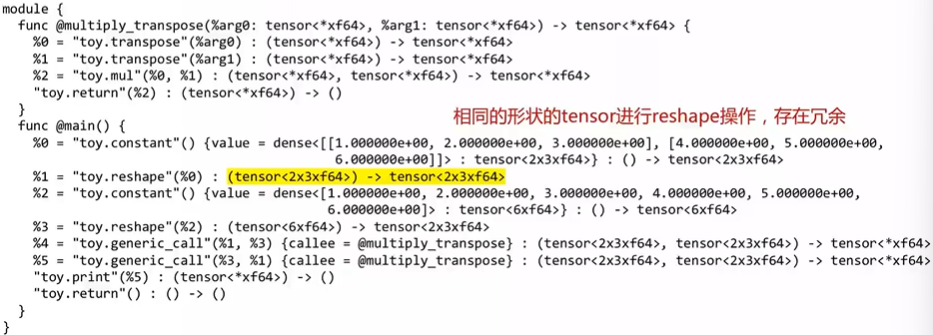 module {
  func @multiply_transpose(%arg0: tensor<*xf64>, %arg1: tensor<*xf64>) -> tensor<*xf64> {
    %0 = "toy.transpose"(%arg0) : (tensor<*xf64>) -> tensor<*xf64>
    %1 = "toy.transpose"(%arg1) : (tensor<*xf64>) -> tensor<*xf64>
    %2 = "toy.mul"(%0, %1) : (tensor<*xf64>, tensor<*xf64>) -> tensor<*xf64>
    "toy.return"(%2) : (tensor<*xf64>) -> ()
  }
相同的形状的tensor进行reshape操作，存在冗余
  func @main() {
    %0 = "toy.constant"() {value = dense<[[1.000000e+00, 2.000000e+00, 3.000000e+00], [4.000000e+00, 5.000000e+00,
                                6.000000e+00]]> : tensor<2x3xf64>} : () -> tensor<2x3xf64>
    %1 = "toy.reshape"(%0) : (tensor<2x3xf64>) -> tensor<2x3xf64>
    %2 = "toy.constant"() {value = dense<[1.000000e+00, 2.000000e+00, 3.000000e+00, 4.000000e+00, 5.000000e+00,
                                6.000000e+00]> : tensor<6xf64>} : () -> tensor<6xf64>
    %3 = "toy.reshape"(%2) : (tensor<6xf64>) -> tensor<2x3xf64>
    %4 = "toy.generic_call"(%1, %3) {callee = @multiply_transpose} : (tensor<2x3xf64>, tensor<2x3xf64>) -> tensor<*xf64>
    %5 = "toy.generic_call"(%3, %1) {callee = @multiply_transpose} : (tensor<2x3xf64>, tensor<2x3xf64>) -> tensor<*xf64>
    "toy.print"(%5) : (tensor<*xf64>) -> ()
    "toy.return"() : () -> ()
  }
}